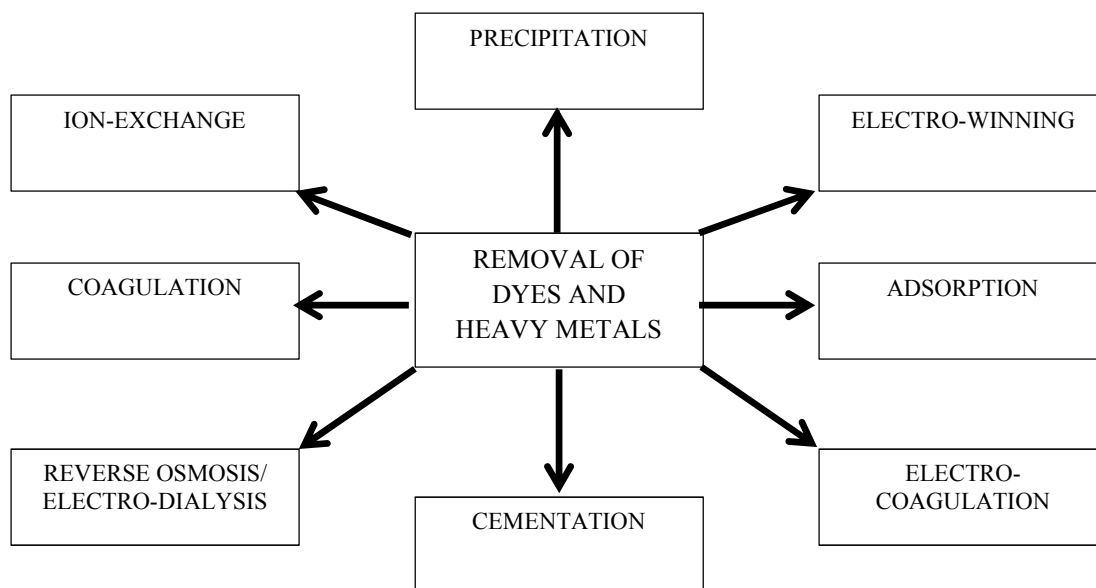 PRECIPITATION
ION-EXCHANGE
ELECTRO-WINNING
REMOVAL OF
DYES AND
HEAVY METALS
COAGULATION
ADSORPTION
REVERSE OSMOSIS/
ELECTRO-DIALYSIS
ELECTRO-
COAGULATION
CEMENTATION